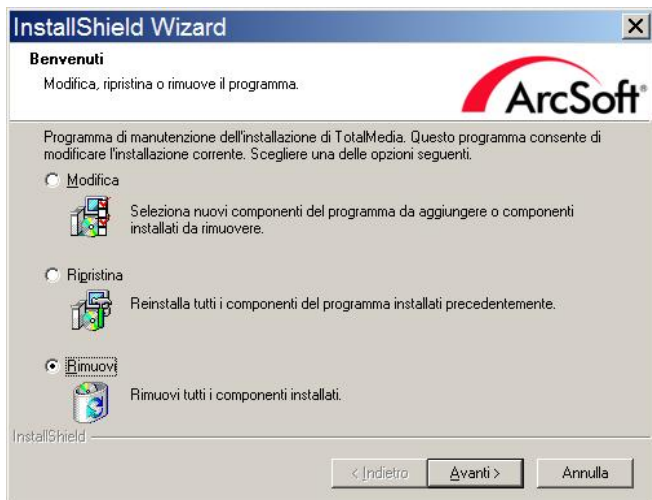 InstallShield Wizard
Benvenuti
Modifica, ripristina o rimuove il programma.
ArcSoft®
Programma di manutenzione dell'installazione di TotalMedia. Questo programma consente di
modificare l'installazione corrente. Scegliere una delle opzioni seguenti.
Modifica
Seleziona nuovi componenti del programma da aggiungere o componenti
installati da rimuovere.
Ripristina
Reinstalla tutti i componenti del programma installati precedentemente.
Rimuovi
Rimuovi tutti i componenti installati.
InstallShield
< Indietro
Avanti >
Annulla